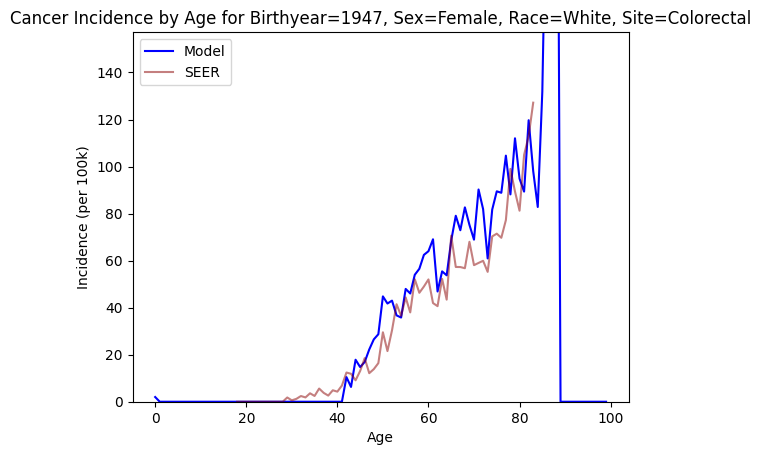 Cancer Incidence by Age for Birthyear=1947, Sex=Female, Race=White, Site=Colorectal
Model
SEER
Incidence (per 100k)
140
120
100
80
60
40
20
0
0 20 40 60 80 100
Age